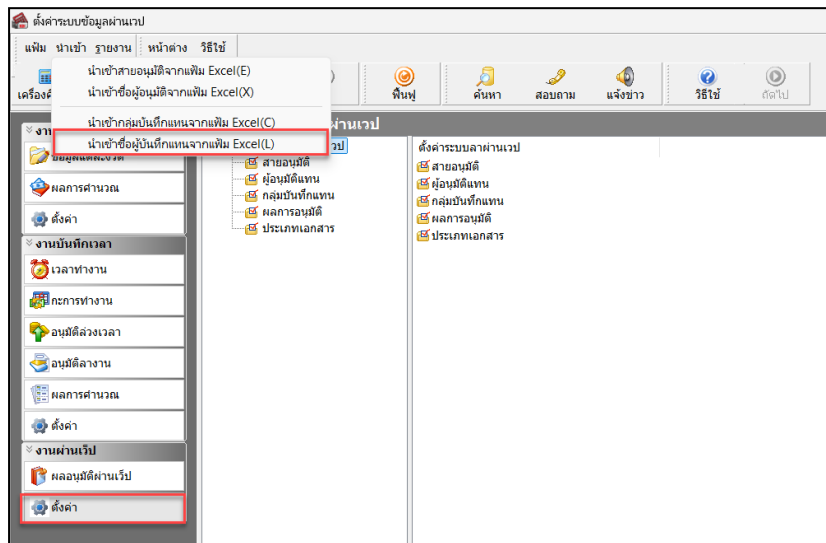 ตั้งค่าระบบข้อมูลผ่านเวป
แฟ้ม นำเข้า รายงาน หน้าต่าง วิธีใช้
นำเข้าสายอนุมัติจากแฟ้ม Excel(E)
นำเข้าชื่อผู้อนุมัติจากแฟ้ม Excel(X)
นำเข้ากลุ่มบันทึกแทนจากแฟ้ม Excel(C)
นำเข้าชื่อผู้บันทึกแทนจากแฟ้ม Excel(L)
ฟื้นฟู ค้นหา สอบถาม แจ้งข่าว วิธีใช้ ถัดไป
ผ่านเวป
สายอนุมัติ
ผู้อนุมัติแทน
กลุ่มบันทึกแทน
ผลการอนุมัติ
ประเภทเอกสาร
ตั้งค่าระบบลาผ่านเวป
สายอนุมัติ
ผู้อนุมัติแทน
กลุ่มบันทึกแทน
ผลการอนุมัติ
ประเภทเอกสาร
ผลการคำนวณ
ตั้งค่า
งานบันทึกเวลา
เวลาทำงาน
กะการทำงาน
อนุมัติล่วงเวลา
อนุมัติลางาน
ผลการคำนวณ
ตั้งค่า
งานผ่านเว็ป
ผลอนุมัติผ่านเว็ป
ตั้งค่า